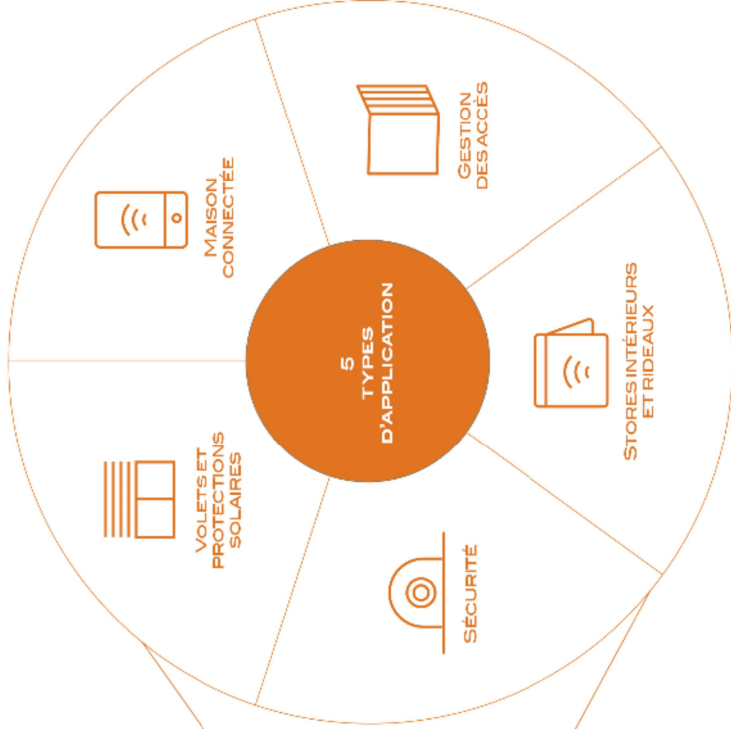 5
TYPES
D'APPLICATION
MAISON
CONNECTÉE
GESTION
DES ACCÈS
STORES INTÉRIEURS
ET RIDEAUX
SÉCURITÉ
VOLETS ET
PROTECTIONS
SOLAIRES